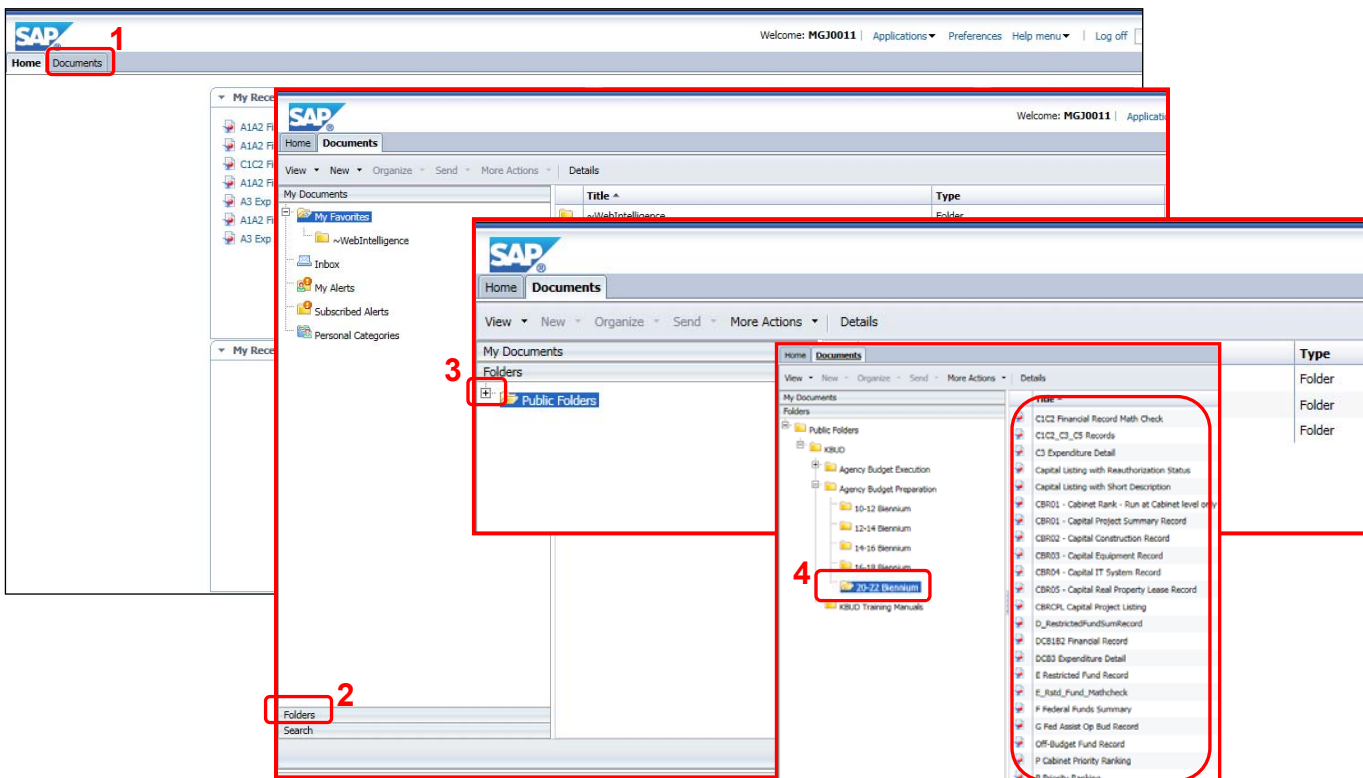 SAP
®
1
Welcome: MGJ0011 | Applications Preferences Help menu | Log off
Home Documents
My Rece
A1A2 Fi
A1A2 Fi
C1C2 Fi
A1A2 Fi
A3 Exp
A1A2 Fi
A3 Exp
My Rece
SAP
®
Welcome: MGJ0011 | Applicatio
Home Documents
View New Organize Send More Actions Details
My Documents
Title Type
My Favorites
~WebIntelligence Folder
~WebIntelligence
Inbox
My Alerts
Subscribed Alerts
Personal Categories
2
Folders
Search
SAP
®
Home Documents
View New Organize Send More Actions Details
My Documents
Type
Folders
Folder
3
Public Folders
Folder
Folder
Home Documents
View New Organize Send More Actions Details
My Documents
Title
Folders
Public Folders
KBUD
Agency Budget Execution
Agency Budget Preparation
10-12 Biennium
12-14 Biennium
14-16 Biennium
16-18 Biennium
4
20-22 Biennium
KBUD Training Manuals
C1C2 Financial Record Math Check
C1C2_C3_C5 Records
C3 Expenditure Detail
Capital Listing with Reauthorization Status
Capital Listing with Short Description
CBR01 - Cabinet Rank - Run at Cabinet level only
CBR01 - Capital Project Summary Record
CBR02 - Capital Construction Record
CBR03 - Capital Equipment Record
CBR04 - Capital IT System Record
CBR05 - Capital Real Property Lease Record
CBRCPL Capital Project Listing
D_RestrictedFundSumRecord
DCB1B2 Financial Record
DCB3 Expenditure Detail
E Restricted Fund Record
E_Rstd_Fund_Mathcheck
F Federal Funds Summary
G Fed Assist Op Bud Record
Off-Budget Fund Record
P Cabinet Priority Ranking
P Priority Ranking